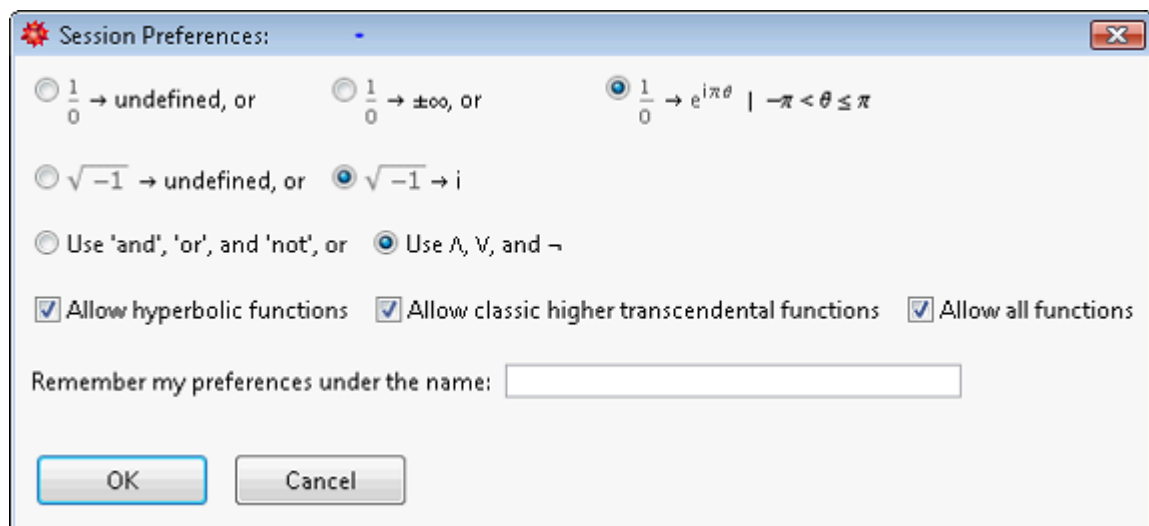 Session Preferences:
1/0 → undefined, or 1/0 → ±∞, or 1/0 → e^(iπθ) | −π < θ ≤ π
√−1 → undefined, or √−1 → i
Use 'and', 'or', and 'not', or Use ∧, ∨, and ¬
Allow hyperbolic functions Allow classic higher transcendental functions Allow all functions
Remember my preferences under the name:
OK Cancel